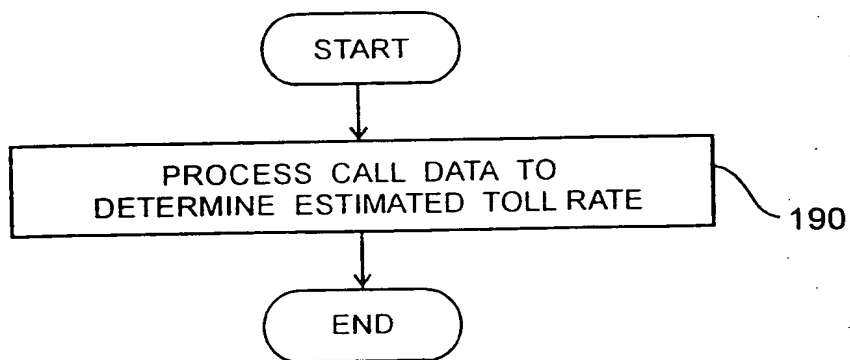 START
PROCESS CALL DATA TO
DETERMINE ESTIMATED TOLL RATE
190
END